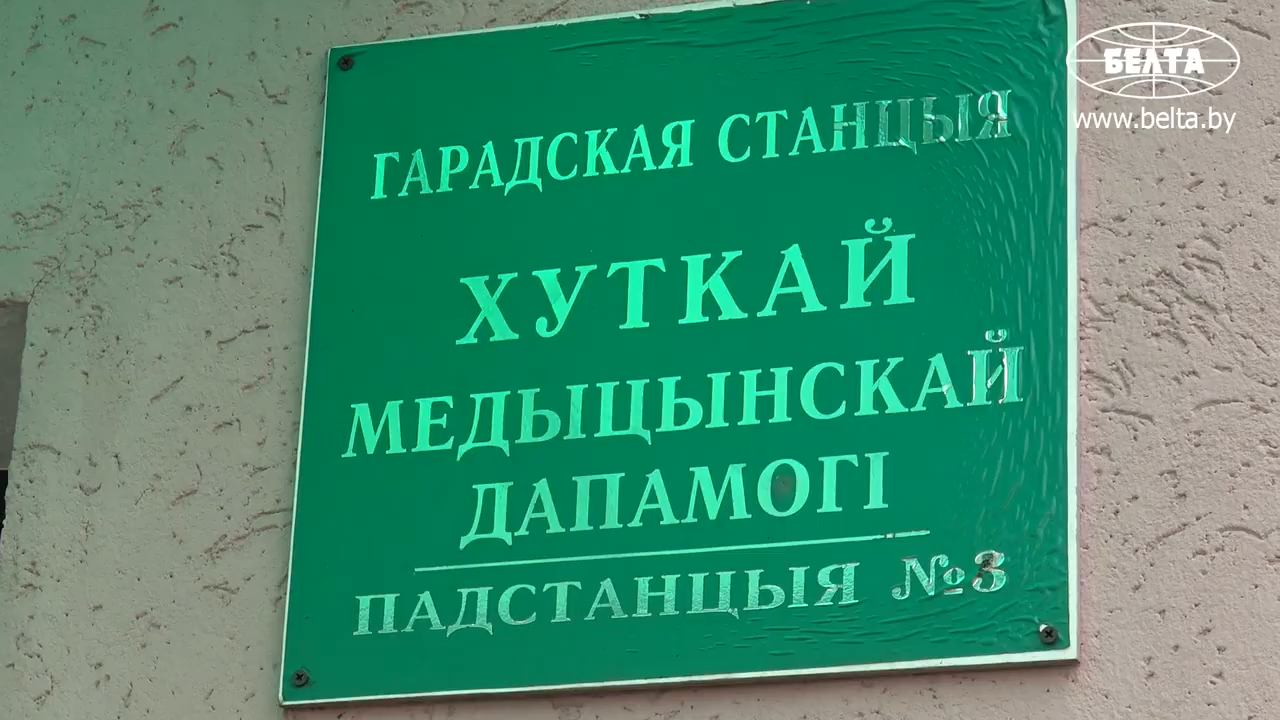 БЕЛТА
www.belta.by
ГАРАДСКАЯ СТАНЦЫЯ
ХУТКАЙ
МЕДЫЦЫНСКАЙ
ДАПАМОГІ
ПАДСТАНЦЫЯ №3